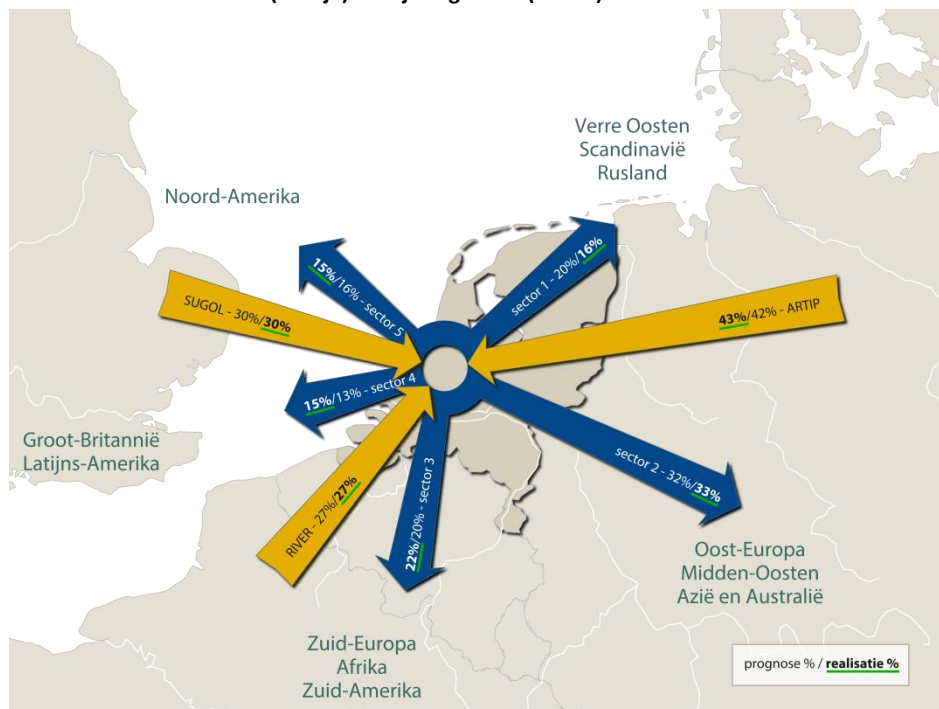 Verre Oosten
Scandinavië
Rusland
Noord-Amerika
15%/16% - sector 5
sector 1 - 20%/16%
SUGOL - 30%/30%
43%/42% - ARTIP
15%/13% - sector 4
Groot-Britannië
Latijns-Amerika
RIVER - 27%/27%
22%/20% - sector 3
sector 2 - 32%/33%
Oost-Europa
Midden-Oosten
Azië en Australië
Zuid-Europa
Afrika
Zuid-Amerika
prognose % / realisatie %